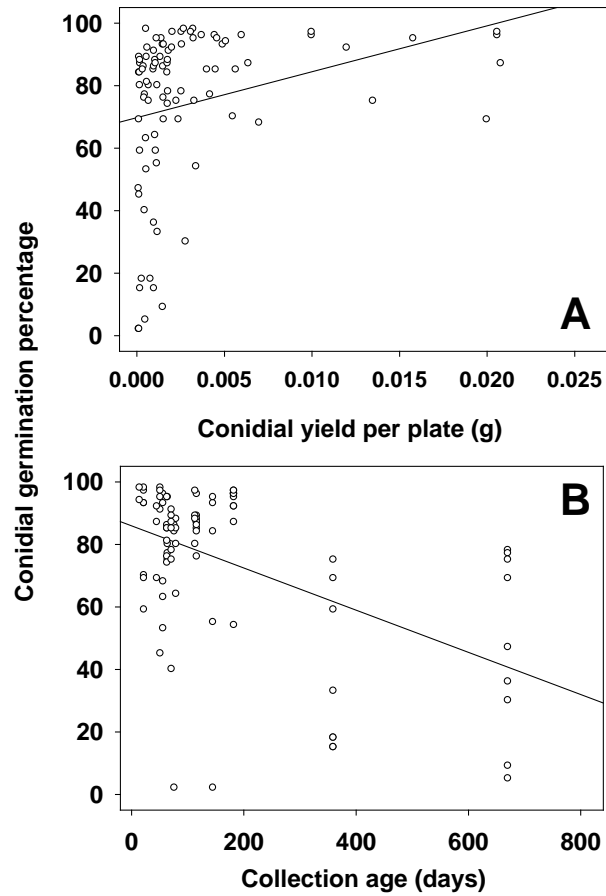 100
80
60
40
20
0
A
0.000 0.005 0.010 0.015 0.020 0.025
Conidial yield per plate (g)
Conidial germination percentage
100
80
60
40
20
0
B
0 200 400 600 800
Collection age (days)